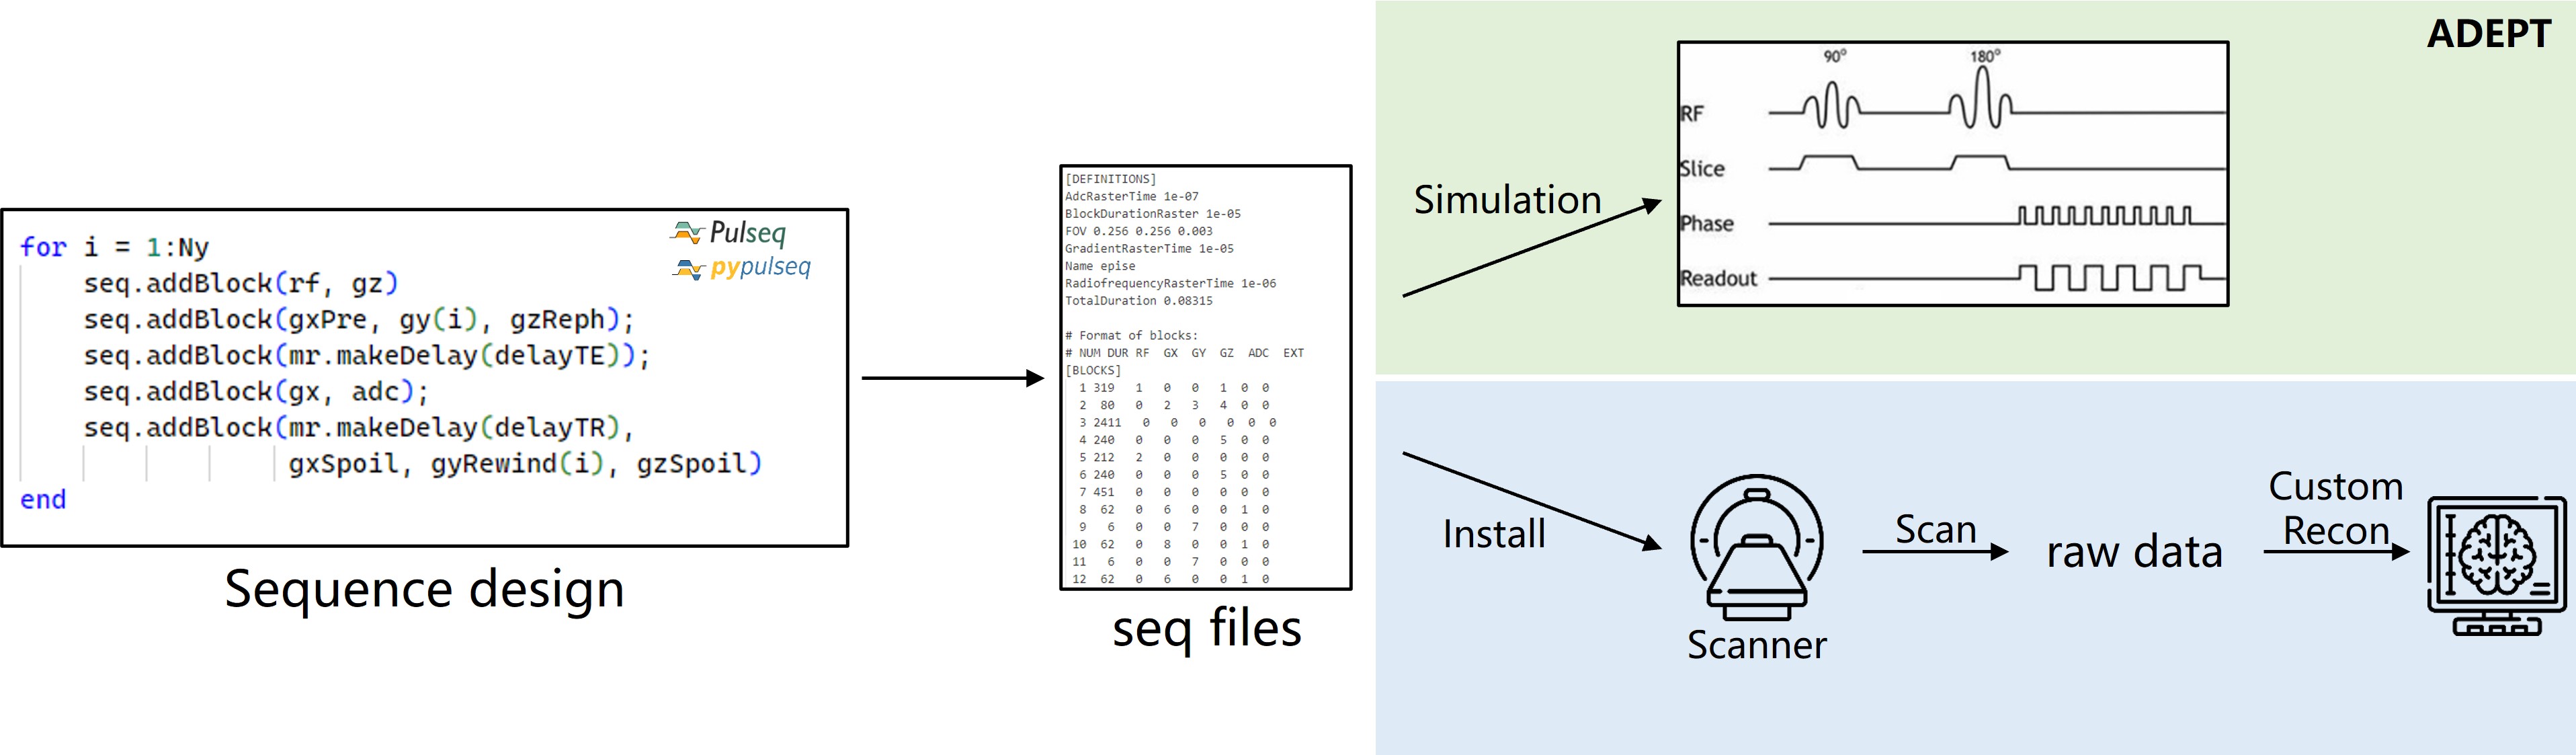 for i = 1:Ny
seq.addBlock(rf, gz)
seq.addBlock(gxPre, gy(i), gzReph);
seq.addBlock(mr.makeDelay(delayTE));
seq.addBlock(gx, adc);
seq.addBlock(mr.makeDelay(delayTR),
gxSpoil, gyRewind(i), gzSpoil)
end
Pulseq
pypulseq
Sequence design
[DEFINITIONS]
AdcRasterTime 1e-07
BlockDurationRaster 1e-05
FOV 0.256 0.256 0.003
GradientRasterTime 1e-05
Name epise
RadiofrequencyRasterTime 1e-06
TotalDuration 0.08315
# Format of blocks:
# NUM DUR RF GX GY GZ ADC EXT
[BLOCKS]
1 319 1 0 0 1 0 0
2 80 0 2 3 4 0 0
3 2411 0 0 0 0 0 0
4 240 0 0 0 5 0 0
5 212 2 0 0 0 0 0
6 240 0 0 0 5 0 0
7 451 0 0 0 0 0 0
8 62 0 6 0 0 1 0
9 6 0 0 7 0 0 0
10 62 0 8 0 0 1 0
11 6 0 0 7 0 0 0
12 62 0 6 0 0 1 0
seq files
ADEPT
Simulation
90° 180°
RF
Slice
Phase
Readout
Install
Scanner
Scan
raw data
Custom
Recon